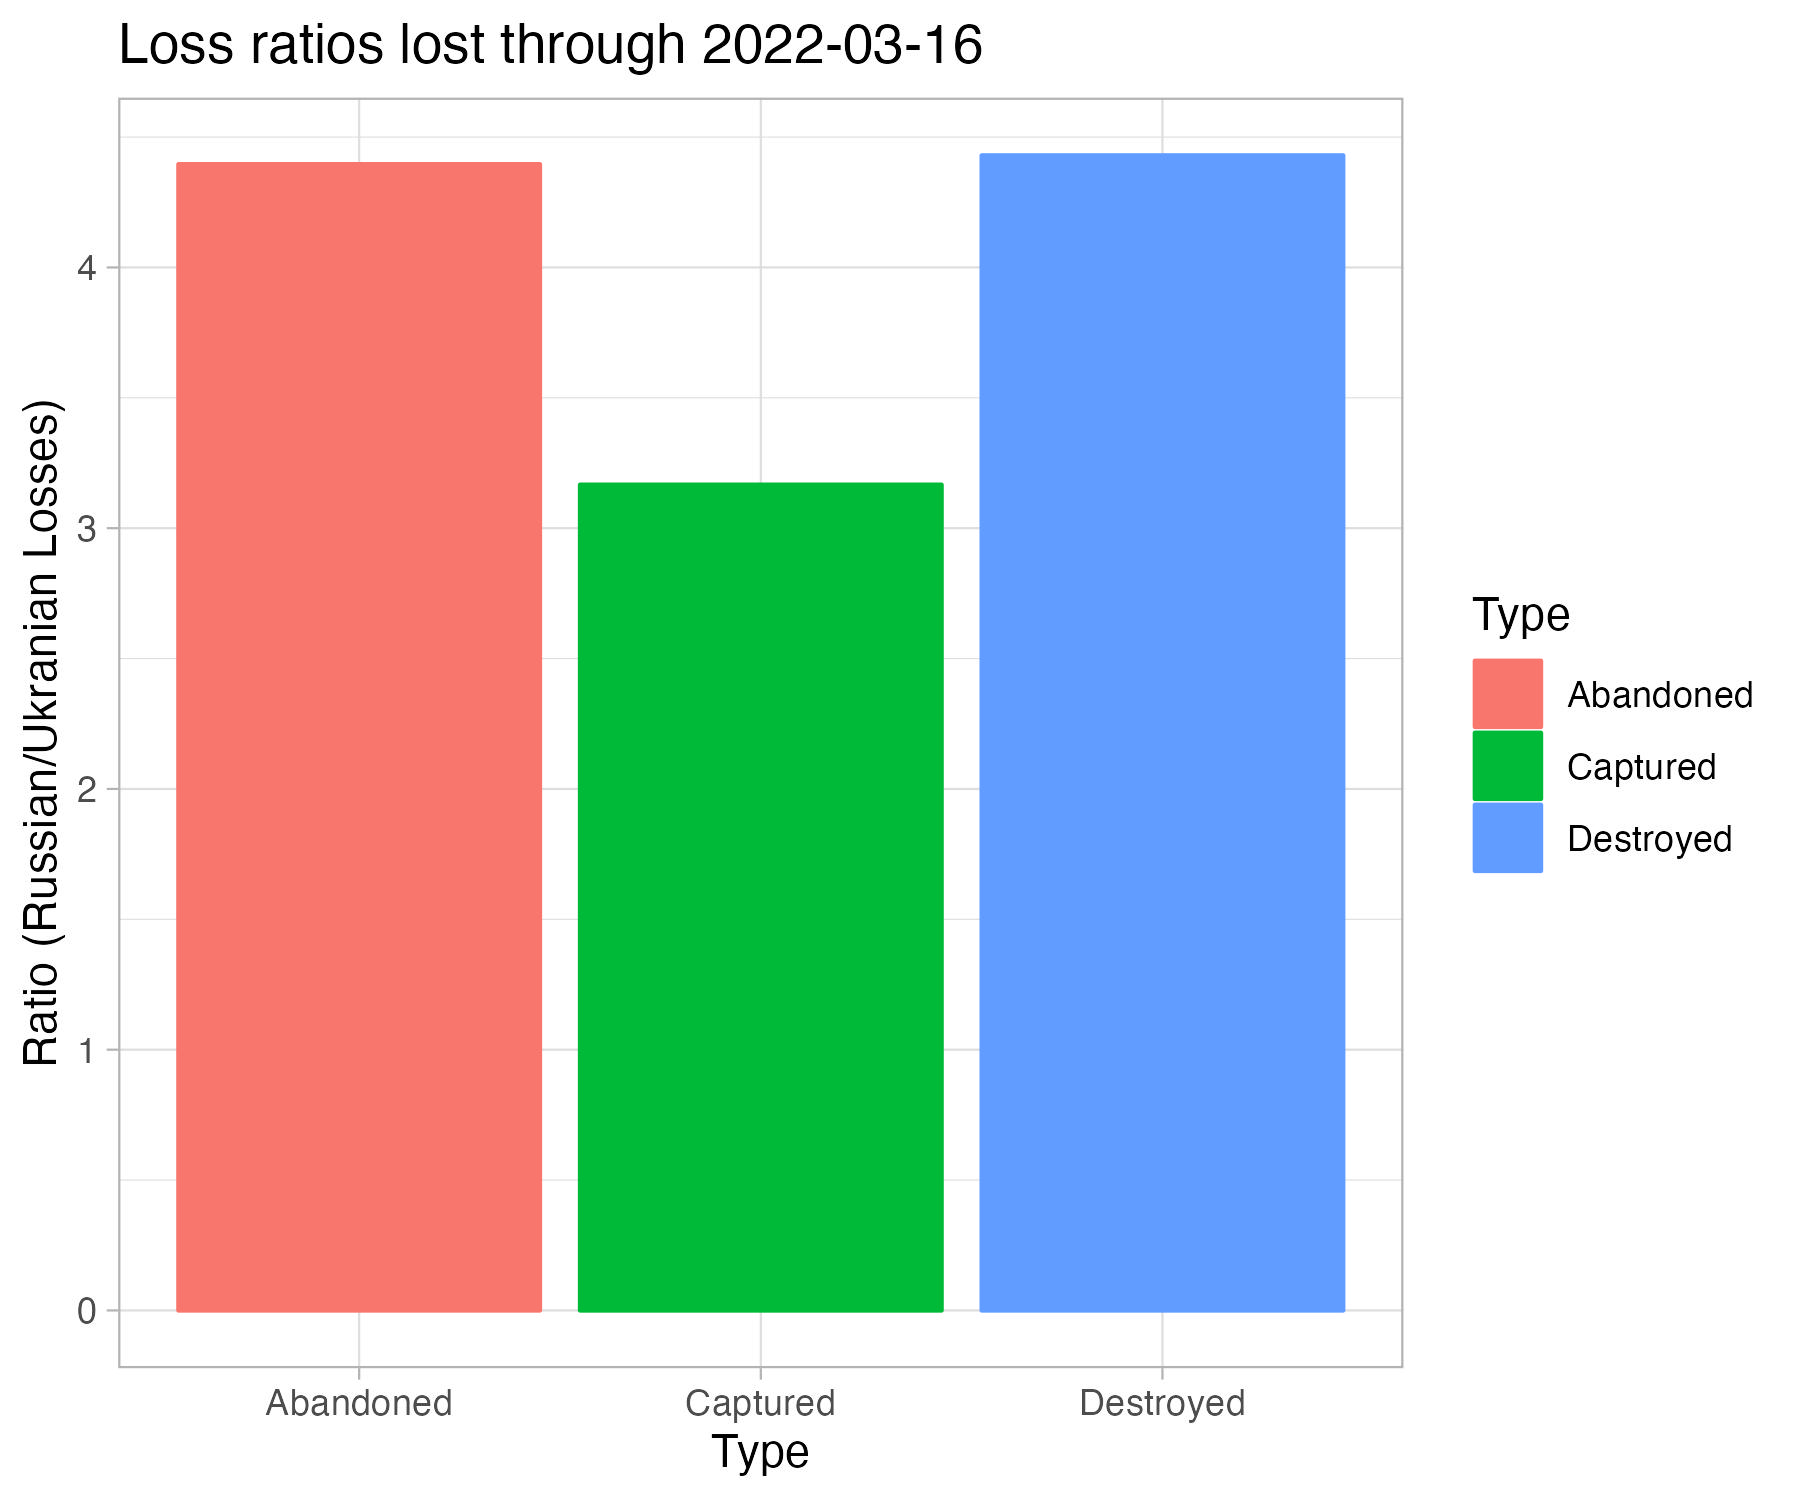 Loss ratios lost through 2022-03-16
Ratio (Russian/Ukranian Losses)
4
3
2
1
0
Abandoned
Captured
Destroyed
Type
Type
Abandoned
Captured
Destroyed